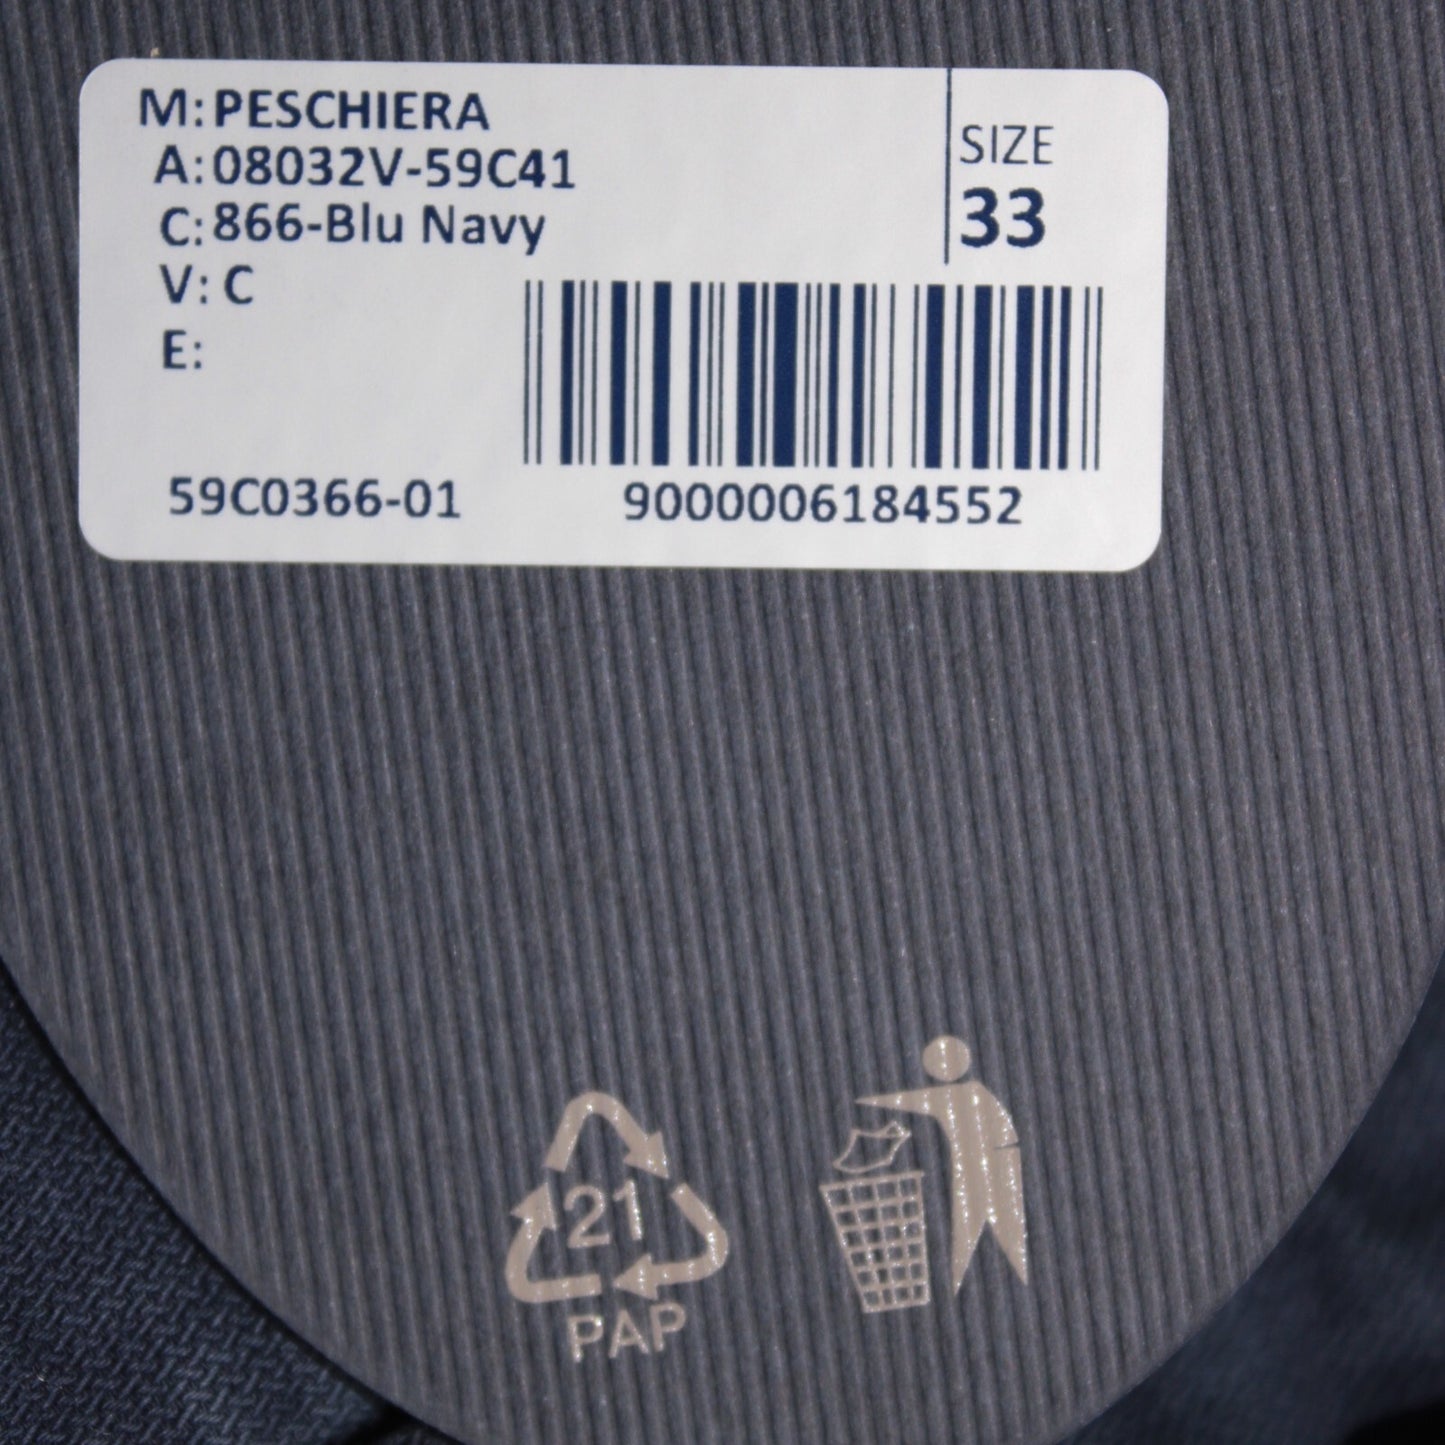 M: PESCHIERA
A: 08032V-59C41
C: 866-Blu Navy
V: C
E:
SIZE
33
59C0366-01
9000006184552
21
PAP